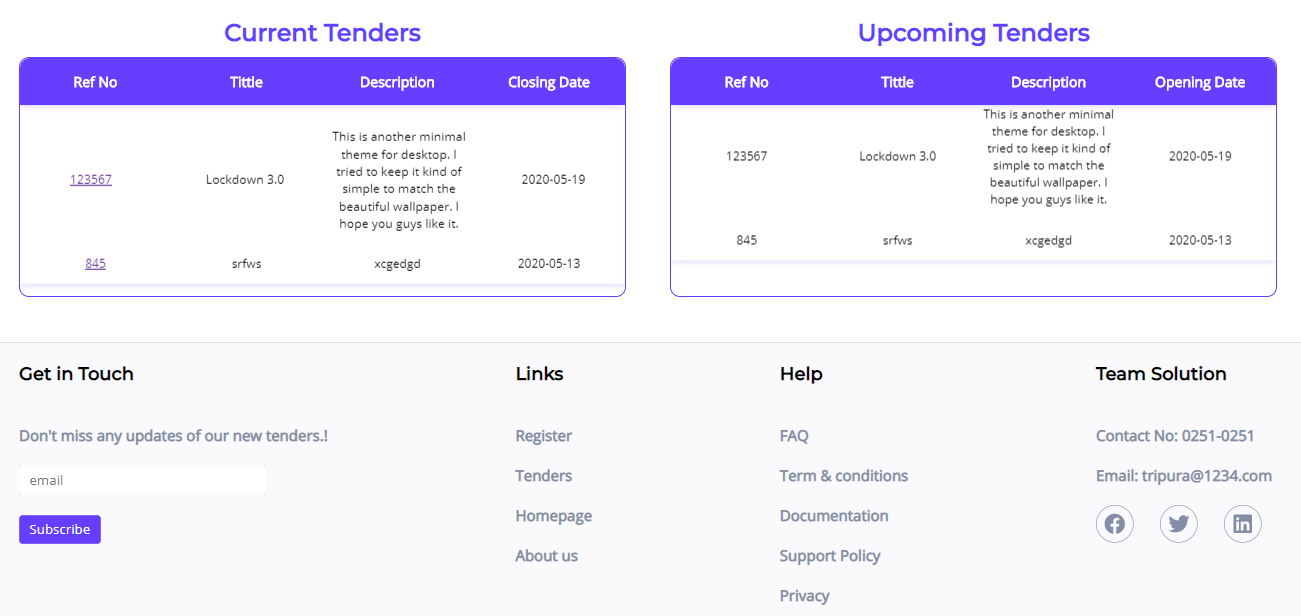 Current Tenders
Ref No Tittle Description Closing Date
123567 Lockdown 3.0 This is another minimal
theme for desktop. I
tried to keep it kind of
simple to match the
beautiful wallpaper. I
hope you guys like it. 2020-05-19
845 srfws xcgedgd 2020-05-13
Upcoming Tenders
Ref No Tittle Description Opening Date
123567 Lockdown 3.0 This is another minimal
theme for desktop. I
tried to keep it kind of
simple to match the
beautiful wallpaper. I
hope you guys like it. 2020-05-19
845 srfws xcgedgd 2020-05-13
Get in Touch
Don't miss any updates of our new tenders.!
email
Subscribe
Links
Register
Tenders
Homepage
About us
Help
FAQ
Term & conditions
Documentation
Support Policy
Privacy
Team Solution
Contact No: 0251-0251
Email: tripura@1234.com